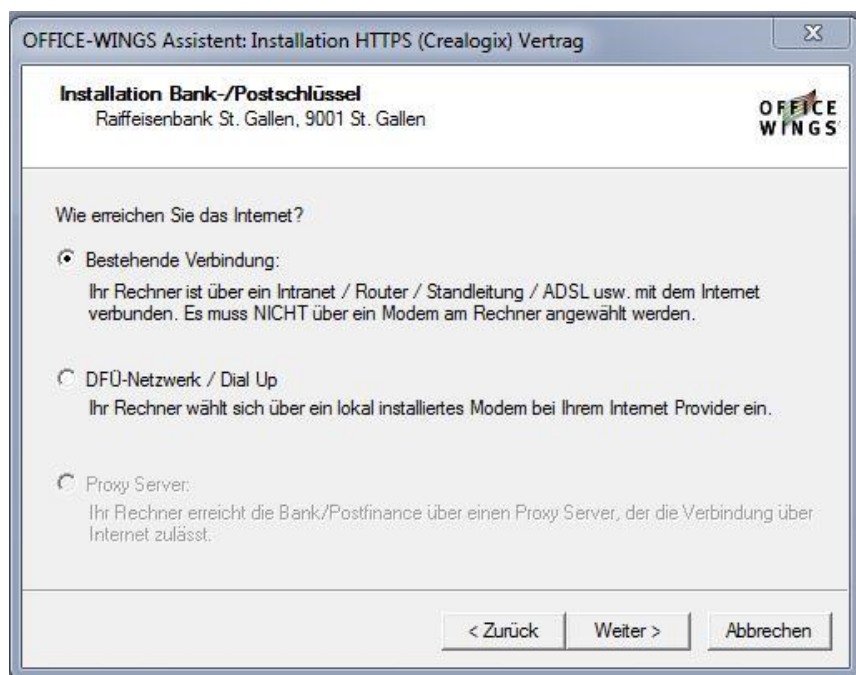 OFFICE-WINGS Assistent: Installation HTTPS (Crealogix) Vertrag
Installation Bank-/Postschlüssel
Raiffeisenbank St. Gallen, 9001 St. Gallen
OFFICE
WINGS
Wie erreichen Sie das Internet?
Bestehende Verbindung:
Ihr Rechner ist über ein Intranet / Router / Standleitung / ADSL usw. mit dem Internet
verbunden. Es muss NICHT über ein Modem am Rechner angewählt werden.
DFÜ-Netzwerk / Dial Up
Ihr Rechner wählt sich über ein lokal installiertes Modem bei Ihrem Internet Provider ein.
Proxy Server:
Ihr Rechner erreicht die Bank/Postfinance über einen Proxy Server, der die Verbindung über
Internet zulässt.
< Zurück
Weiter >
Abbrechen